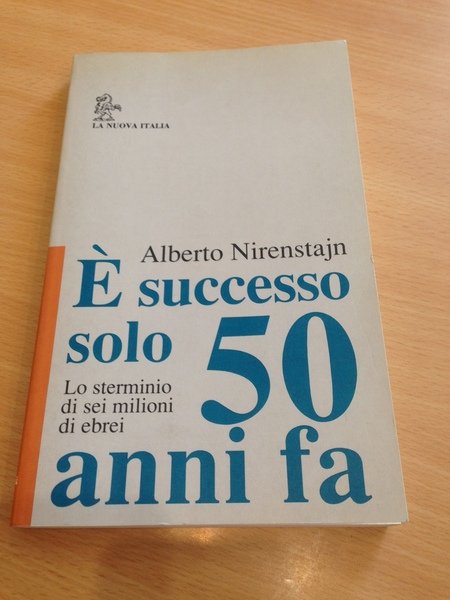 LA NUOVA ITALIA
Alberto Nirenstajn
È successo
solo 50
Lo sterminio
di sei milioni
di ebrei
anni fa